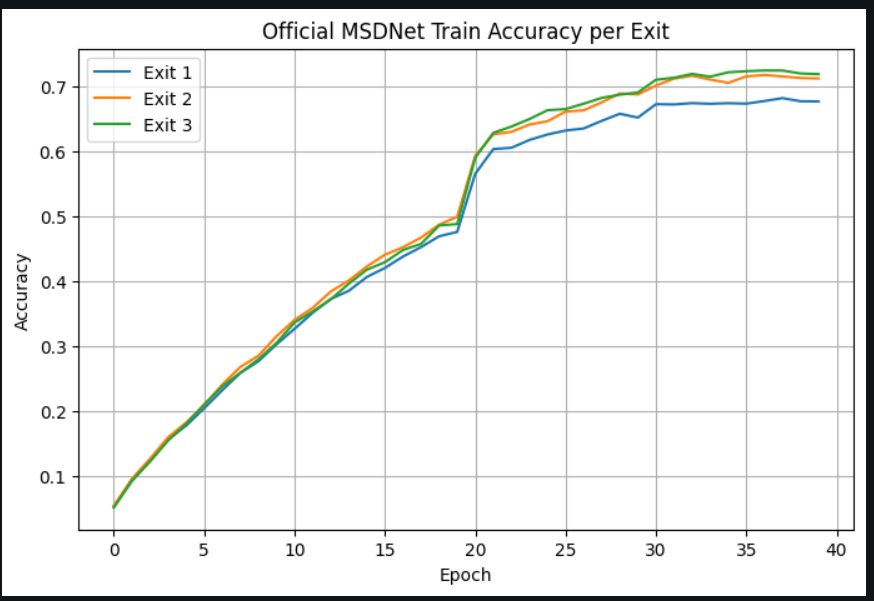 Official MSDNet Train Accuracy per Exit
Exit 1
Exit 2
Exit 3
Accuracy
0.7
0.6
0.5
0.4
0.3
0.2
0.1
0 5 10 15 20 25 30 35 40
Epoch